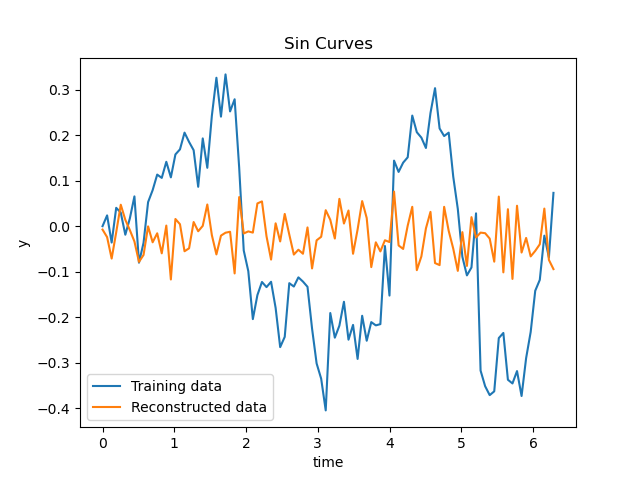 Sin Curves
0.3
0.2
0.1
0.0
−0.1
−0.2
−0.3
−0.4
y
Training data
Reconstructed data
0 1 2 3 4 5 6
time